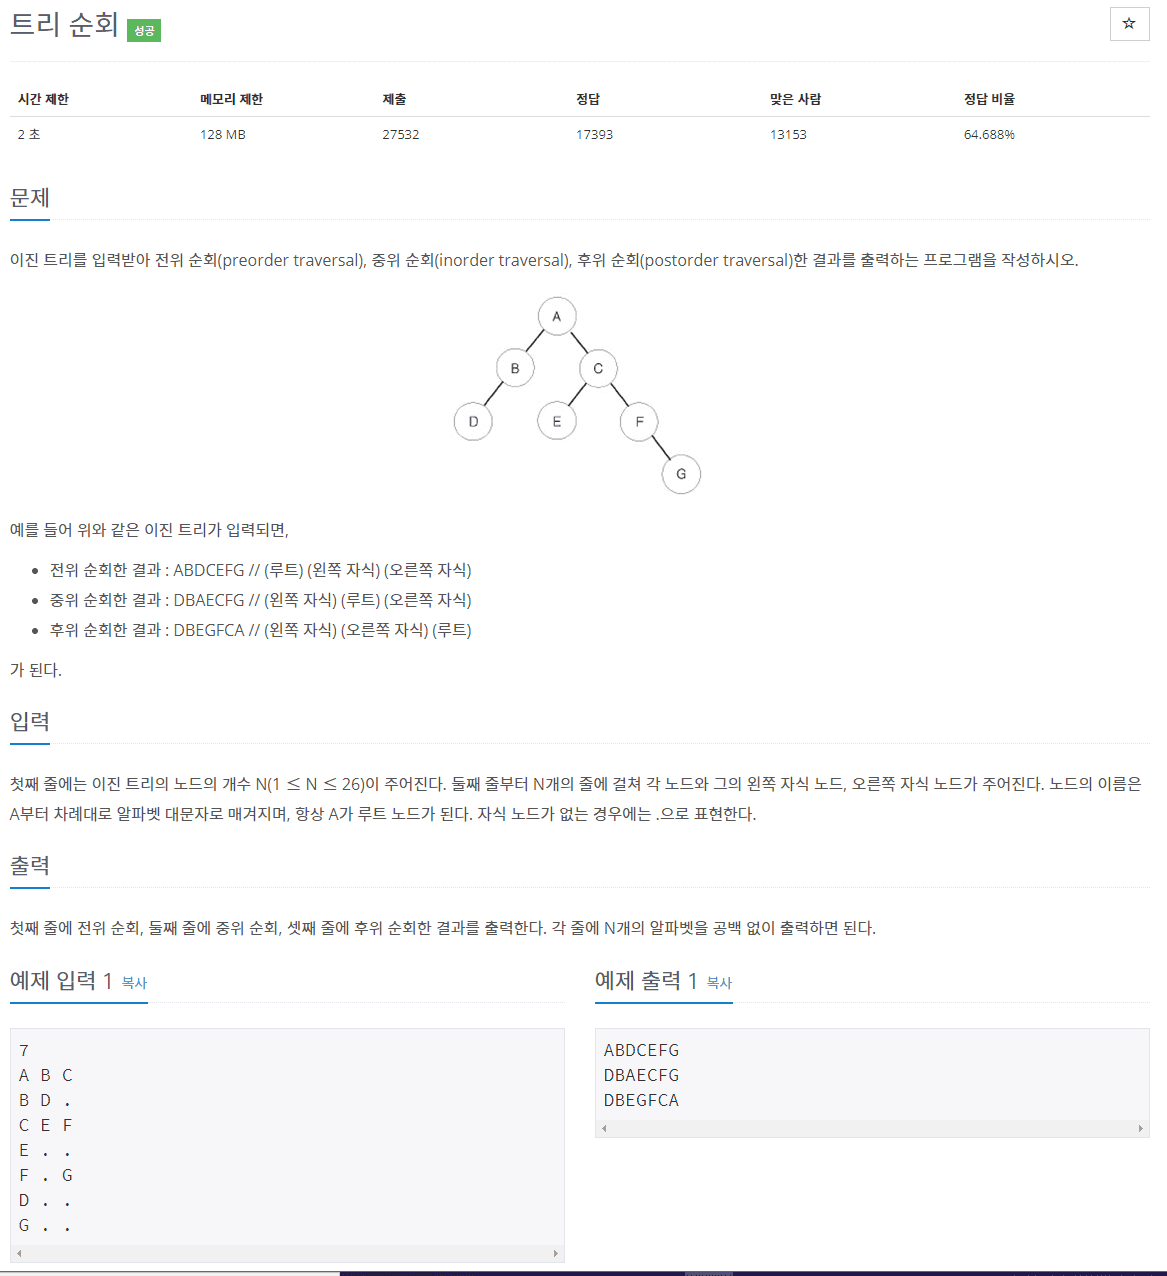 트리 순회 성공
☆
시간 제한 메모리 제한 제출 정답 맞은 사람 정답 비율
2 초 128 MB 27532 17393 13153 64.688%
문제
이진 트리를 입력받아 전위 순회(preorder traversal), 중위 순회(inorder traversal), 후위 순회(postorder traversal)한 결과를 출력하는 프로그램을 작성하시오.
A
B C
D E F
G
예를 들어 위와 같은 이진 트리가 입력되면,
• 전위 순회한 결과 : ABDCEFG // (루트) (왼쪽 자식) (오른쪽 자식)
• 중위 순회한 결과 : DBAECFG // (왼쪽 자식) (루트) (오른쪽 자식)
• 후위 순회한 결과 : DBEGFCA // (왼쪽 자식) (오른쪽 자식) (루트)
가 된다.
입력
첫째 줄에는 이진 트리의 노드의 개수 N(1 ≤ N ≤ 26)이 주어진다. 둘째 줄부터 N개의 줄에 걸쳐 각 노드와 그의 왼쪽 자식 노드, 오른쪽 자식 노드가 주어진다. 노드의 이름은
A부터 차례대로 알파벳 대문자로 매겨지며, 항상 A가 루트 노드가 된다. 자식 노드가 없는 경우에는 .으로 표현한다.
출력
첫째 줄에 전위 순회, 둘째 줄에 중위 순회, 셋째 줄에 후위 순회한 결과를 출력한다. 각 줄에 N개의 알파벳을 공백 없이 출력하면 된다.
예제 입력 1 복사
7
A B C
B D .
C E F
E . .
F . G
D . .
G . .
예제 출력 1 복사
ABDCEFG
DBAECFG
DBEGFCA